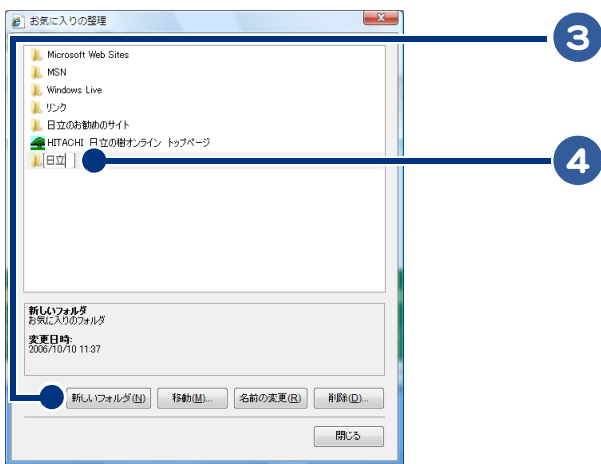 お気に入りの整理
3
Microsoft Web Sites
MSN
Windows Live
リンク
日立のお勧めのサイト
HITACHI 日立の樹オンライン トップページ
日立
4
新しいフォルダ
お気に入りのフォルダ
変更日時:
2006/10/10 11:37
新しいフォルダ(N) 移動(M)... 名前の変更(R) 削除(D)...
閉じる